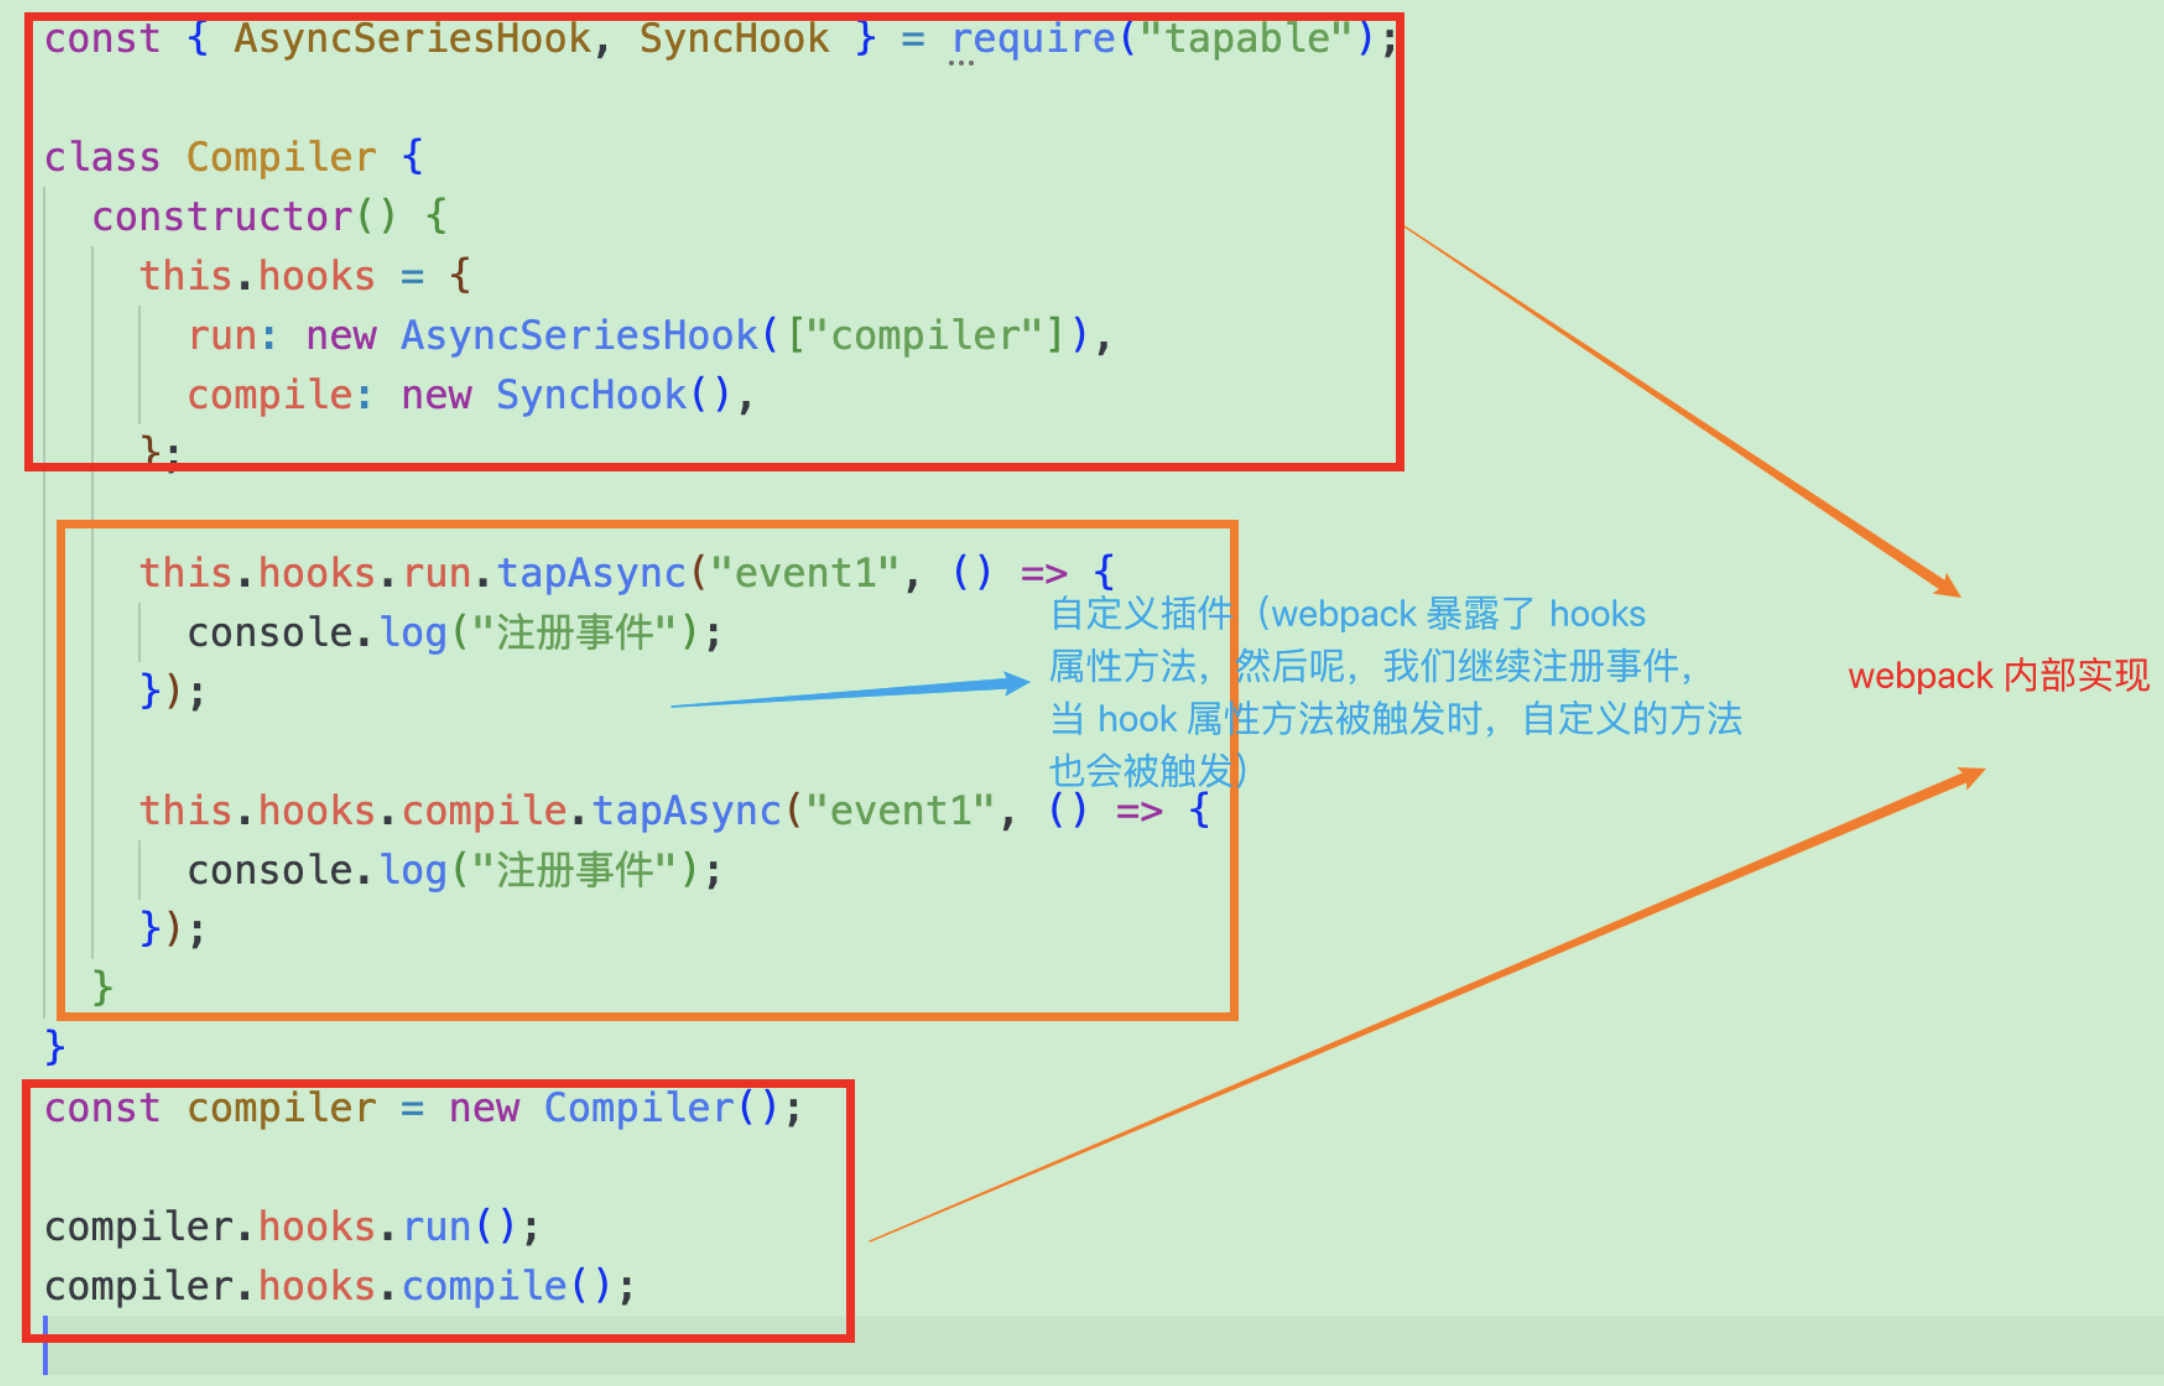 const { AsyncSeriesHook, SyncHook } = require("tapable");
class Compiler {
constructor() {
this.hooks = {
run: new AsyncSeriesHook(["compiler"]),
compile: new SyncHook(),
};
this.hooks.run.tapAsync("event1", () => {
console.log("注册事件");
});
自定义插件（webpack 暴露了 hooks
属性方法，然后呢，我们继续注册事件，
当 hook 属性方法被触发时，自定义的方法
也会被触发）
webpack 内部实现
this.hooks.compile.tapAsync("event1", () => {
console.log("注册事件");
});
}
}
const compiler = new Compiler();
compiler.hooks.run();
compiler.hooks.compile();